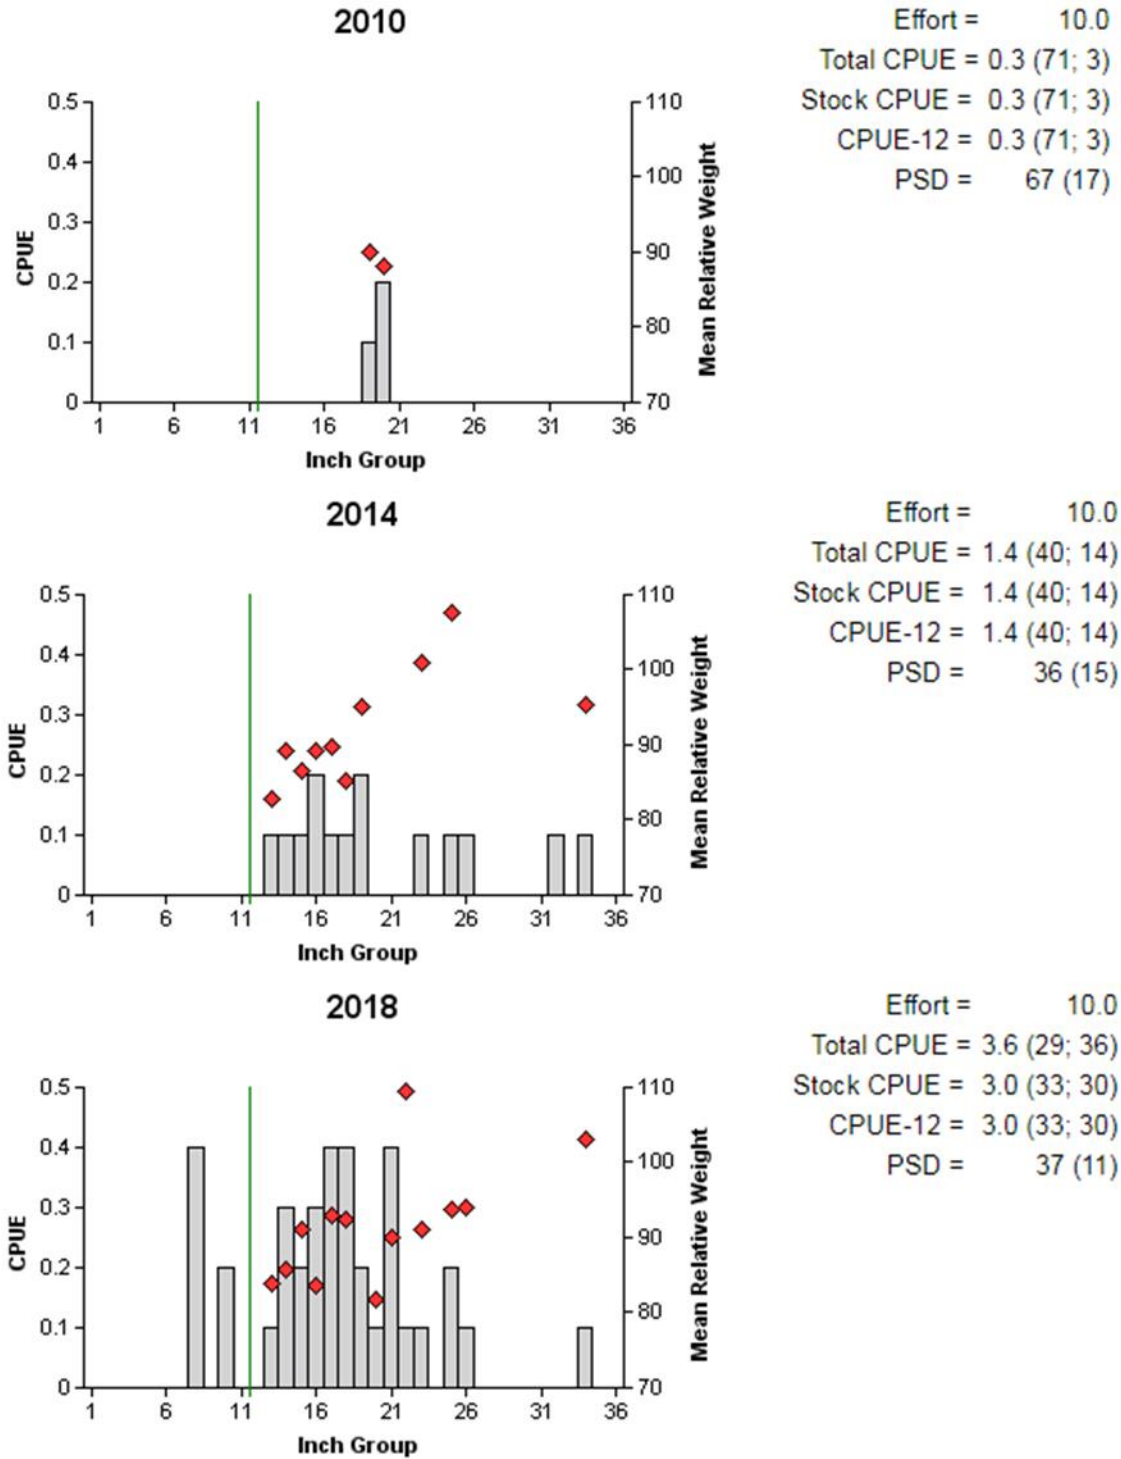 2010
Effort = 10.0
Total CPUE = 0.3 (71; 3)
Stock CPUE = 0.3 (71; 3)
CPUE-12 = 0.3 (71; 3)
PSD = 67 (17)
0.5
0.4
0.3
0.2
0.1
0
CPUE
110
100
90
80
70
Mean Relative Weight
1 6 11 16 21 26 31 36
Inch Group
2014
Effort = 10.0
Total CPUE = 1.4 (40; 14)
Stock CPUE = 1.4 (40; 14)
CPUE-12 = 1.4 (40; 14)
PSD = 36 (15)
0.5
0.4
0.3
0.2
0.1
0
CPUE
110
100
90
80
70
Mean Relative Weight
1 6 11 16 21 26 31 36
Inch Group
2018
Effort = 10.0
Total CPUE = 3.6 (29; 36)
Stock CPUE = 3.0 (33; 30)
CPUE-12 = 3.0 (33; 30)
PSD = 37 (11)
0.5
0.4
0.3
0.2
0.1
0
CPUE
110
100
90
80
70
Mean Relative Weight
1 6 11 16 21 26 31 36
Inch Group